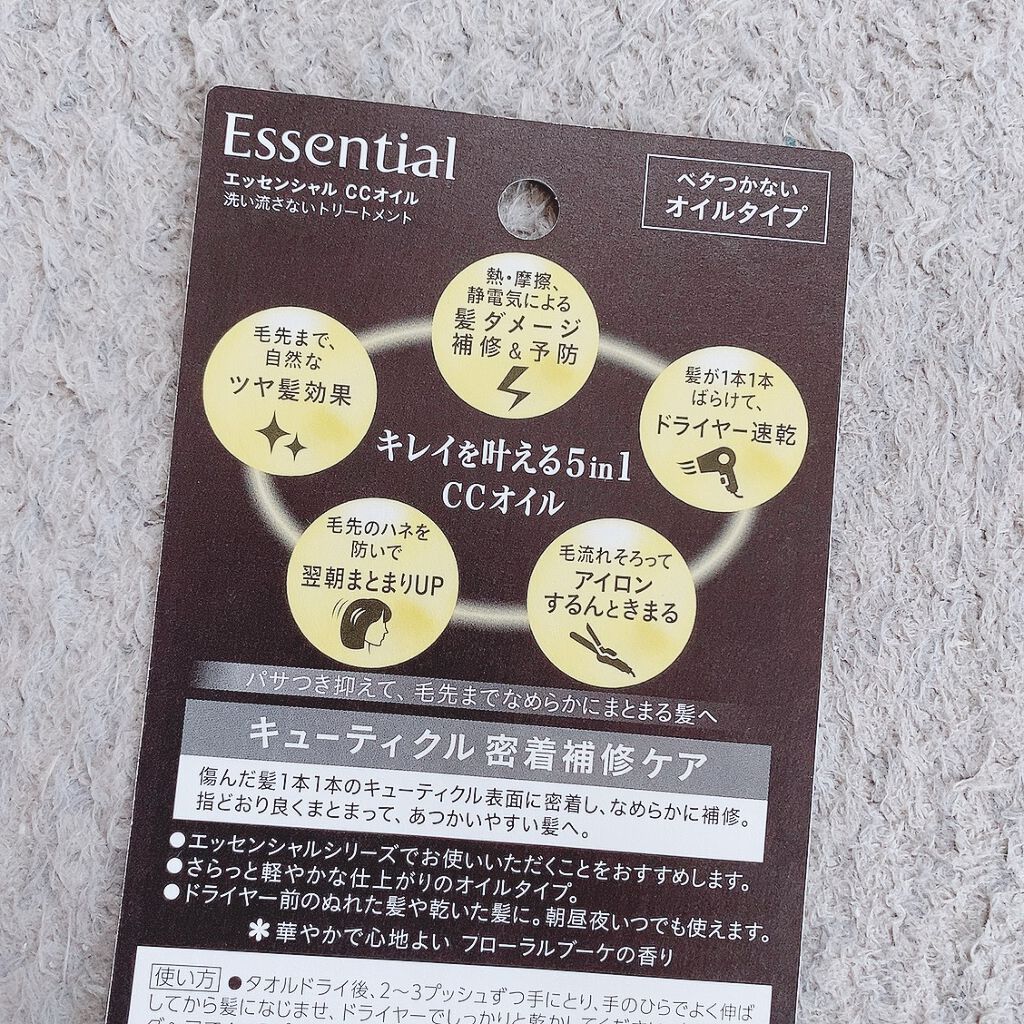 Essential
エッセンシャル CCオイル
洗い流さないトリートメント
ベタつかない
オイルタイプ
熱・摩擦、
静電気による
髪ダメージ
補修&予防
毛先まで、
自然な
ツヤ髪効果
髪が1本1本
ばらけて、
ドライヤー速乾
キレイを叶える5in1
CCオイル
毛先のハネを
防いで
翌朝まとまりUP
毛流れそろって
アイロン
するんときまる
パサつき抑えて、毛先までなめらかにまとまる髪へ
キューティクル 密着補修ケア
傷んだ髪1本1本のキューティクル表面に密着し、なめらかに補修。
指どおり良くまとまって、あつかいやすい髪へ。
●エッセンシャルシリーズでお使いいただくことをおすすめします。
●さらっと軽やかな仕上がりのオイルタイプ。
●ドライヤー前のぬれた髪や乾いた髪に。朝昼夜いつでも使えます。
✽華やかで心地よい フローラルブーケの香り
使い方 ●タオルドライ後、2〜3プッシュずつ手にとり、手のひらでよく伸ば
してから髪になじませ、ドライヤーでしっかりと乾かしてください